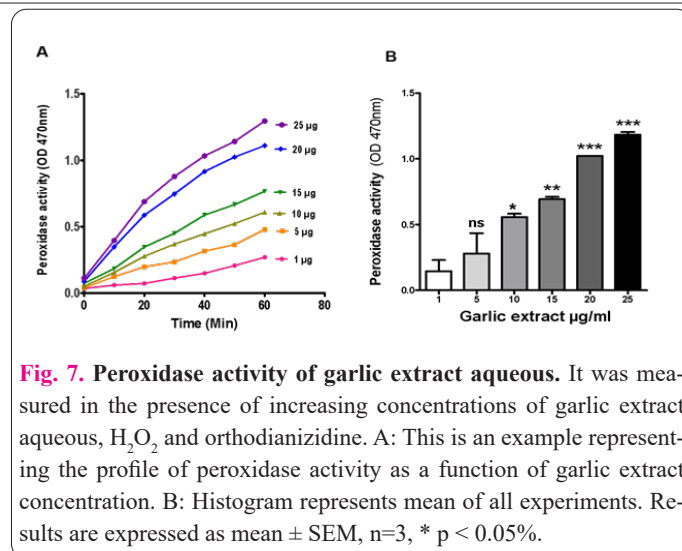 A
B
Peroxidase activity (OD 470nm)
1.5
1.0
0.5
0.0
0
20
40
60
80
Time (Min)
25 µg
20 µg
15 µg
10 µg
5 µg
1 µg
Peroxidase activity (OD 470nm)
1.5
1.0
0.5
0.0
ns
*
**
***
***
1
5
10
15
20
25
Garlic extract µg/ml
Fig. 7. Peroxidase activity of garlic extract aqueous. It was mea-
sured in the presence of increasing concentrations of garlic extract
aqueous, H₂O₂ and orthodianizidine. A: This is an example represent-
ing the profile of peroxidase activity as a function of garlic extract
concentration. B: Histogram represents mean of all experiments. Re-
sults are expressed as mean ± SEM, n=3, * p < 0.05%.